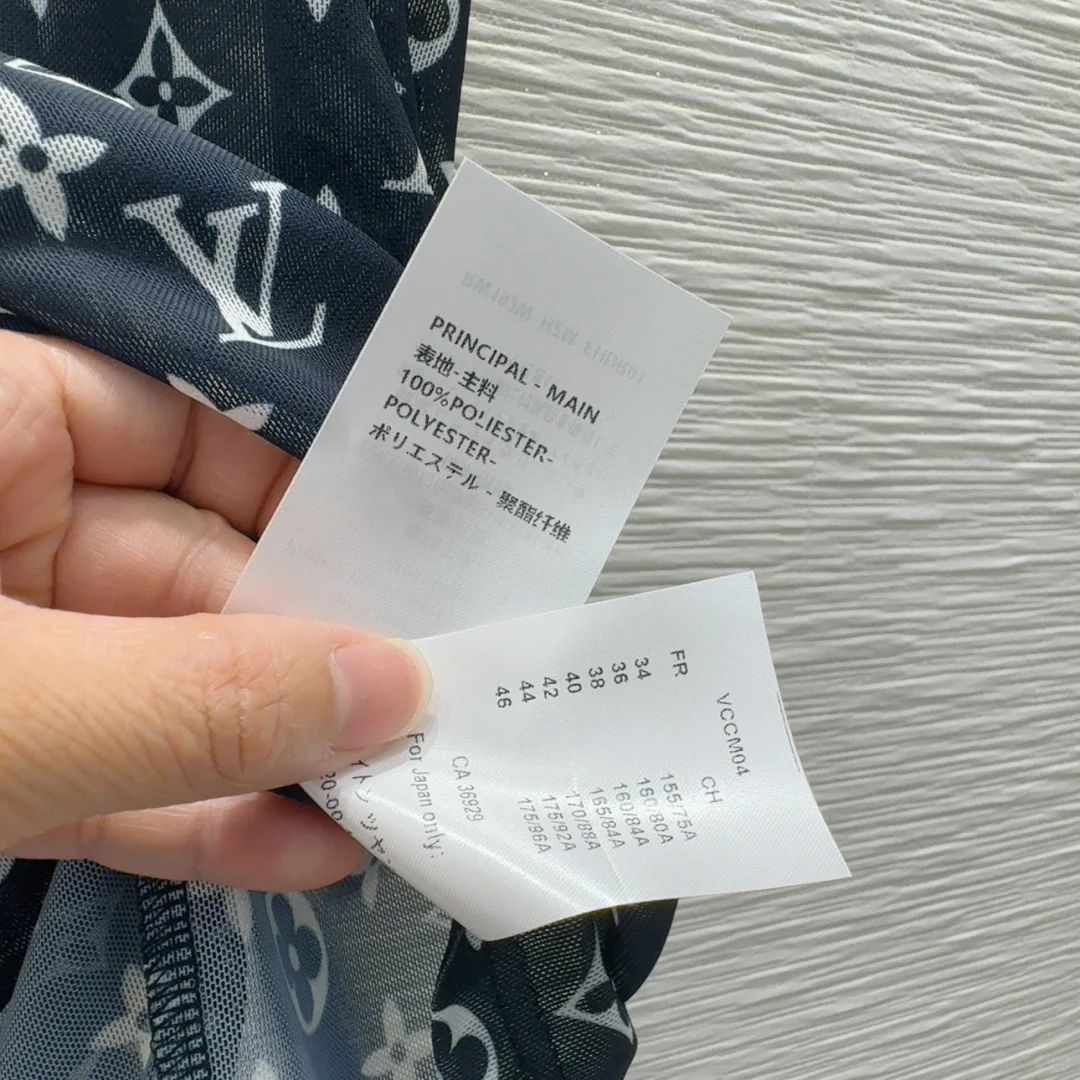 LV
PRINCIPAL - MAIN
表地-主料
100%POLIESTER-
POLYESTER-
ポリエステル - 聚酯纤维
VCCM04
FR
34
36
38
40
42
44
46
CH
155/75A
160/80A
160/84A
165/84A
170/88A
175/92A
175/96A
CA 36929
For Japan only: